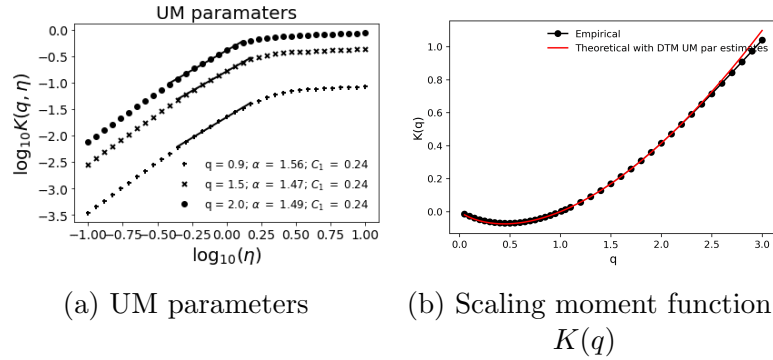 UM paramaters
0.0
−0.5
−1.0
−1.5
−2.0
−2.5
−3.0
−3.5
log₁₀K(q, η)
q = 0.9; α = 1.56; C₁ = 0.24
q = 1.5; α = 1.47; C₁ = 0.24
q = 2.0; α = 1.49; C₁ = 0.24
−1.00 −0.75 −0.50 −0.25 0.00 0.25 0.50 0.75 1.00
log₁₀(η)
(a) UM parameters
Empirical
Theoretical with DTM UM par estimates
1.0
0.8
0.6
0.4
0.2
0.0
K(q)
0.0 0.5 1.0 1.5 2.0 2.5 3.0
q
(b) Scaling moment function
K(q)